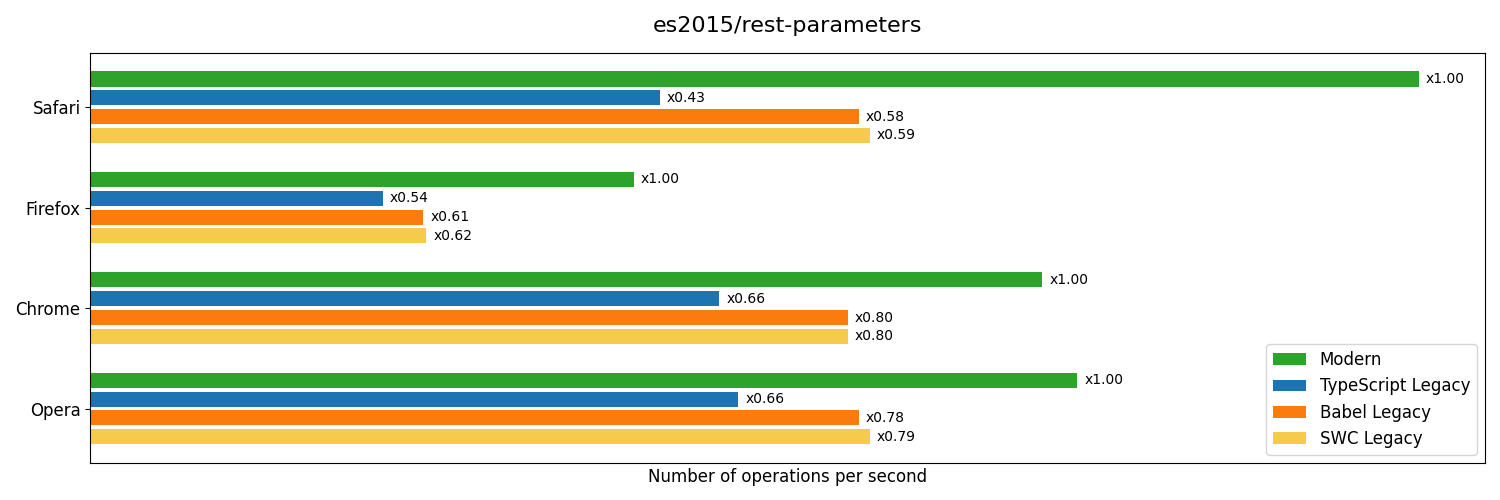 es2015/rest-parameters
Safari
x1.00
x0.43
x0.58
x0.59
Firefox
x1.00
x0.54
x0.61
x0.62
Chrome
x1.00
x0.66
x0.80
x0.80
Opera
x1.00
x0.66
x0.78
x0.79
Modern
TypeScript Legacy
Babel Legacy
SWC Legacy
Number of operations per second